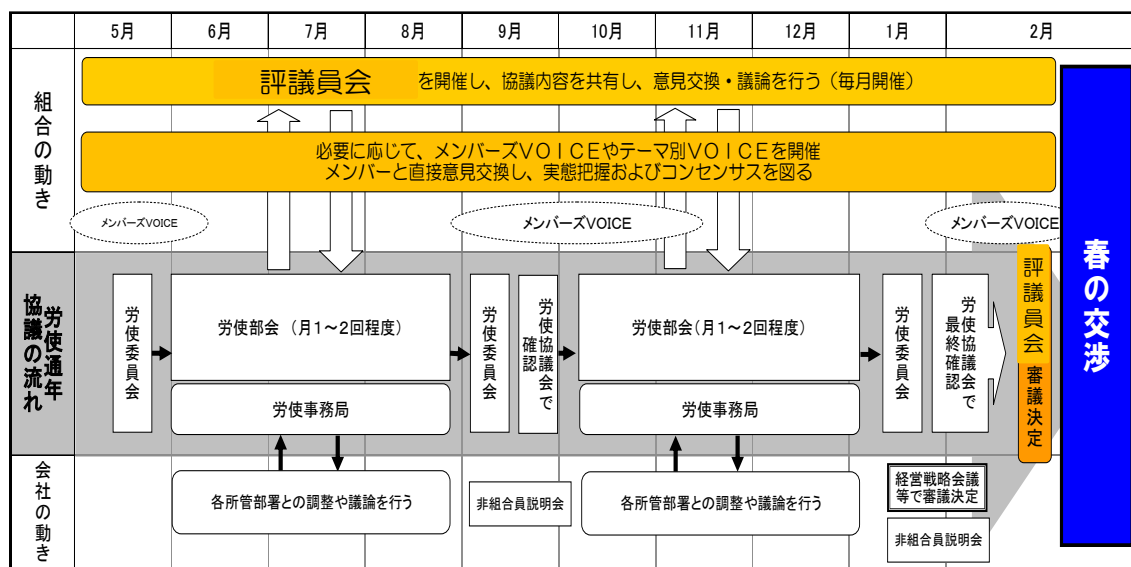 5月
6月
7月
8月
9月
10月
11月
12月
1月
2月
組合の動き
評議員会 を開催し、協議内容を共有し、意見交換・議論を行う（毎月開催）
必要に応じて、メンバーズVOICEやテーマ別VOICEを開催
メンバーと直接意見交換し、実態把握およびコンセンサスを図る
メンバーズVOICE
メンバーズVOICE
メンバーズVOICE
春の交渉
労使通年
協議の流れ
労使委員会
労使部会（月1～2回程度）
労使事務局
労使委員会
労使協議会で
確認
労使部会（月1～2回程度）
労使事務局
労使委員会
労使協議会で
最終確認
評議員会 審議決定
会社の動き
各所管部署との調整や議論を行う
非組合員説明会
各所管部署との調整や議論を行う
経営戦略会議
等で審議決定
非組合員説明会